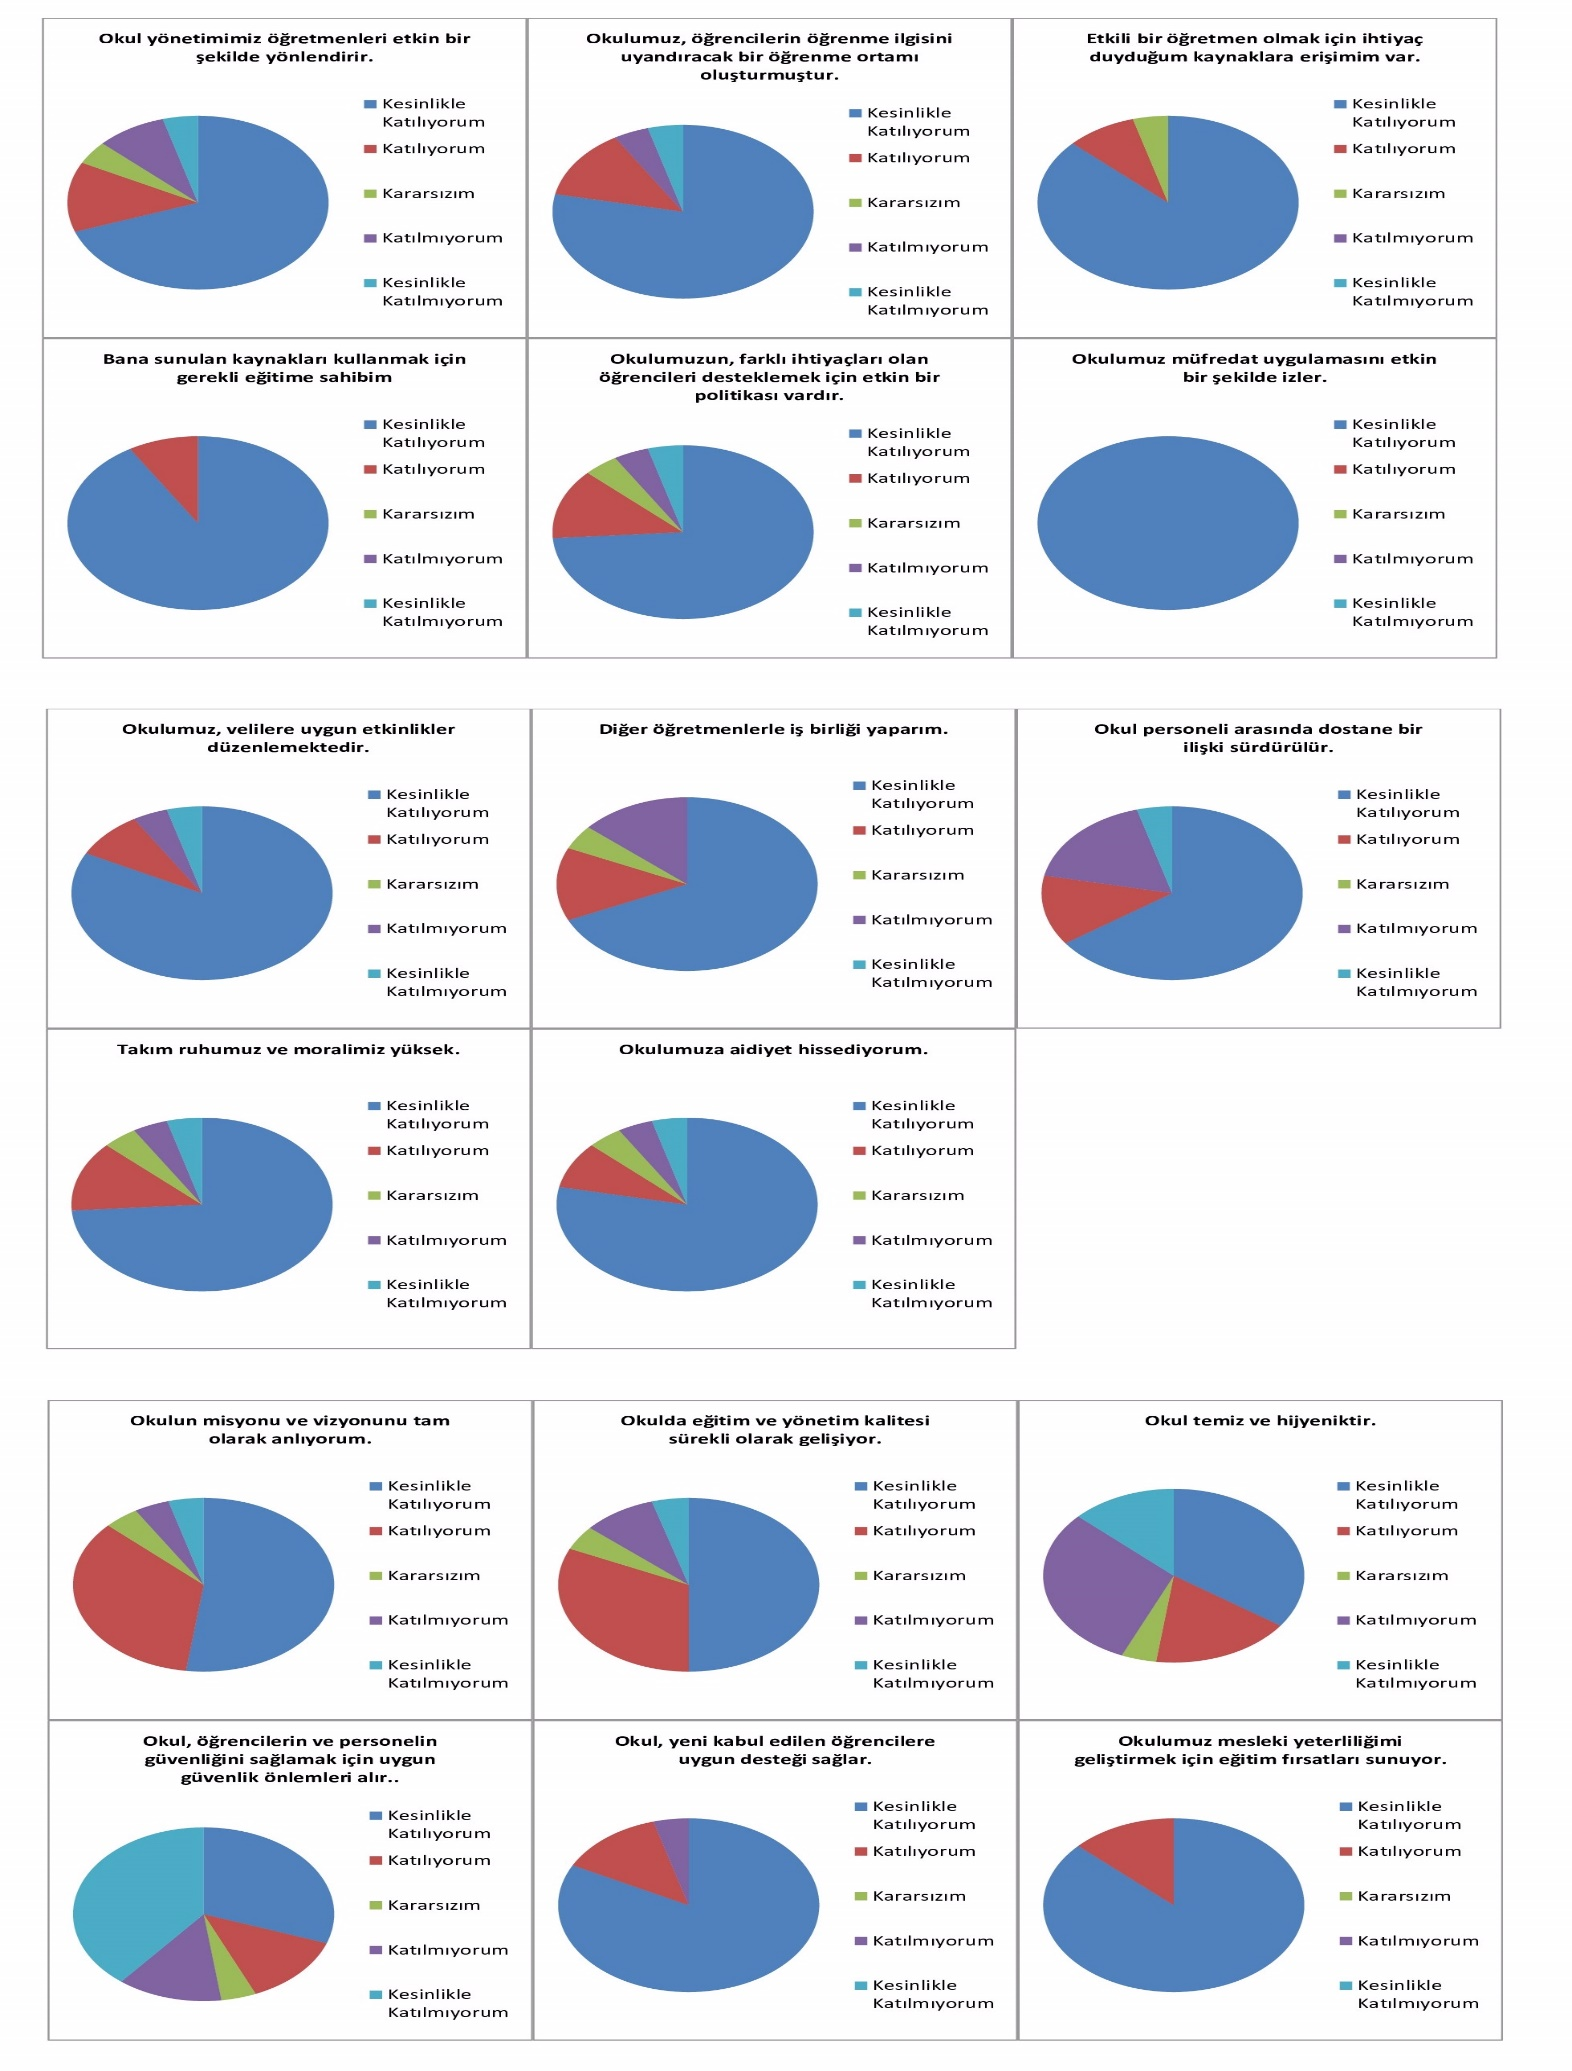 Okul yönetimimiz öğretmenleri etkin bir
şekilde yönlendirir.
Kesinlikle
Katılıyorum
Katılıyorum
Kararsızım
Katılmıyorum
Kesinlikle
Katılmıyorum
Okulumuz, öğrencilerin öğrenme ilgisini
uyandıracak bir öğrenme ortamı
oluşturmuştur.
Kesinlikle
Katılıyorum
Katılıyorum
Kararsızım
Katılmıyorum
Kesinlikle
Katılmıyorum
Etkili bir öğretmen olmak için ihtiyaç
duyduğum kaynaklara erişimim var.
Kesinlikle
Katılıyorum
Katılıyorum
Kararsızım
Katılmıyorum
Kesinlikle
Katılmıyorum
Bana sunulan kaynakları kullanmak için
gerekli eğitime sahibim
Kesinlikle
Katılıyorum
Katılıyorum
Kararsızım
Katılmıyorum
Kesinlikle
Katılmıyorum
Okulumuzun, farklı ihtiyaçları olan
öğrencileri desteklemek için etkin bir
politikası vardır.
Kesinlikle
Katılıyorum
Katılıyorum
Kararsızım
Katılmıyorum
Kesinlikle
Katılmıyorum
Okulumuz müfredat uygulamasını etkin
bir şekilde izler.
Kesinlikle
Katılıyorum
Katılıyorum
Kararsızım
Katılmıyorum
Kesinlikle
Katılmıyorum
Okulumuz, velilere uygun etkinlikler
düzenlemektedir.
Kesinlikle
Katılıyorum
Katılıyorum
Kararsızım
Katılmıyorum
Kesinlikle
Katılmıyorum
Diğer öğretmenlerle iş birliği yaparım.
Kesinlikle
Katılıyorum
Katılıyorum
Kararsızım
Katılmıyorum
Kesinlikle
Katılmıyorum
Okul personeli arasında dostane bir
ilişki sürdürülür.
Kesinlikle
Katılıyorum
Katılıyorum
Kararsızım
Katılmıyorum
Kesinlikle
Katılmıyorum
Takım ruhumuz ve moralimiz yüksek.
Kesinlikle
Katılıyorum
Katılıyorum
Kararsızım
Katılmıyorum
Kesinlikle
Katılmıyorum
Okulumuza aidiyet hissediyorum.
Kesinlikle
Katılıyorum
Katılıyorum
Kararsızım
Katılmıyorum
Kesinlikle
Katılmıyorum
Okulun misyonu ve vizyonunu tam
olarak anlıyorum.
Kesinlikle
Katılıyorum
Katılıyorum
Kararsızım
Katılmıyorum
Kesinlikle
Katılmıyorum
Okulda eğitim ve yönetim kalitesi
sürekli olarak gelişiyor.
Kesinlikle
Katılıyorum
Katılıyorum
Kararsızım
Katılmıyorum
Kesinlikle
Katılmıyorum
Okul temiz ve hijyeniktir.
Kesinlikle
Katılıyorum
Katılıyorum
Kararsızım
Katılmıyorum
Kesinlikle
Katılmıyorum
Okul, öğrencilerin ve personelin
güvenliğini sağlamak için uygun
güvenlik önlemleri alır..
Kesinlikle
Katılıyorum
Katılıyorum
Kararsızım
Katılmıyorum
Kesinlikle
Katılmıyorum
Okul, yeni kabul edilen öğrencilere
uygun desteği sağlar.
Kesinlikle
Katılıyorum
Katılıyorum
Kararsızım
Katılmıyorum
Kesinlikle
Katılmıyorum
Okulumuz mesleki yeterliliğimi
geliştirmek için eğitim fırsatları sunuyor.
Kesinlikle
Katılıyorum
Katılıyorum
Kararsızım
Katılmıyorum
Kesinlikle
Katılmıyorum